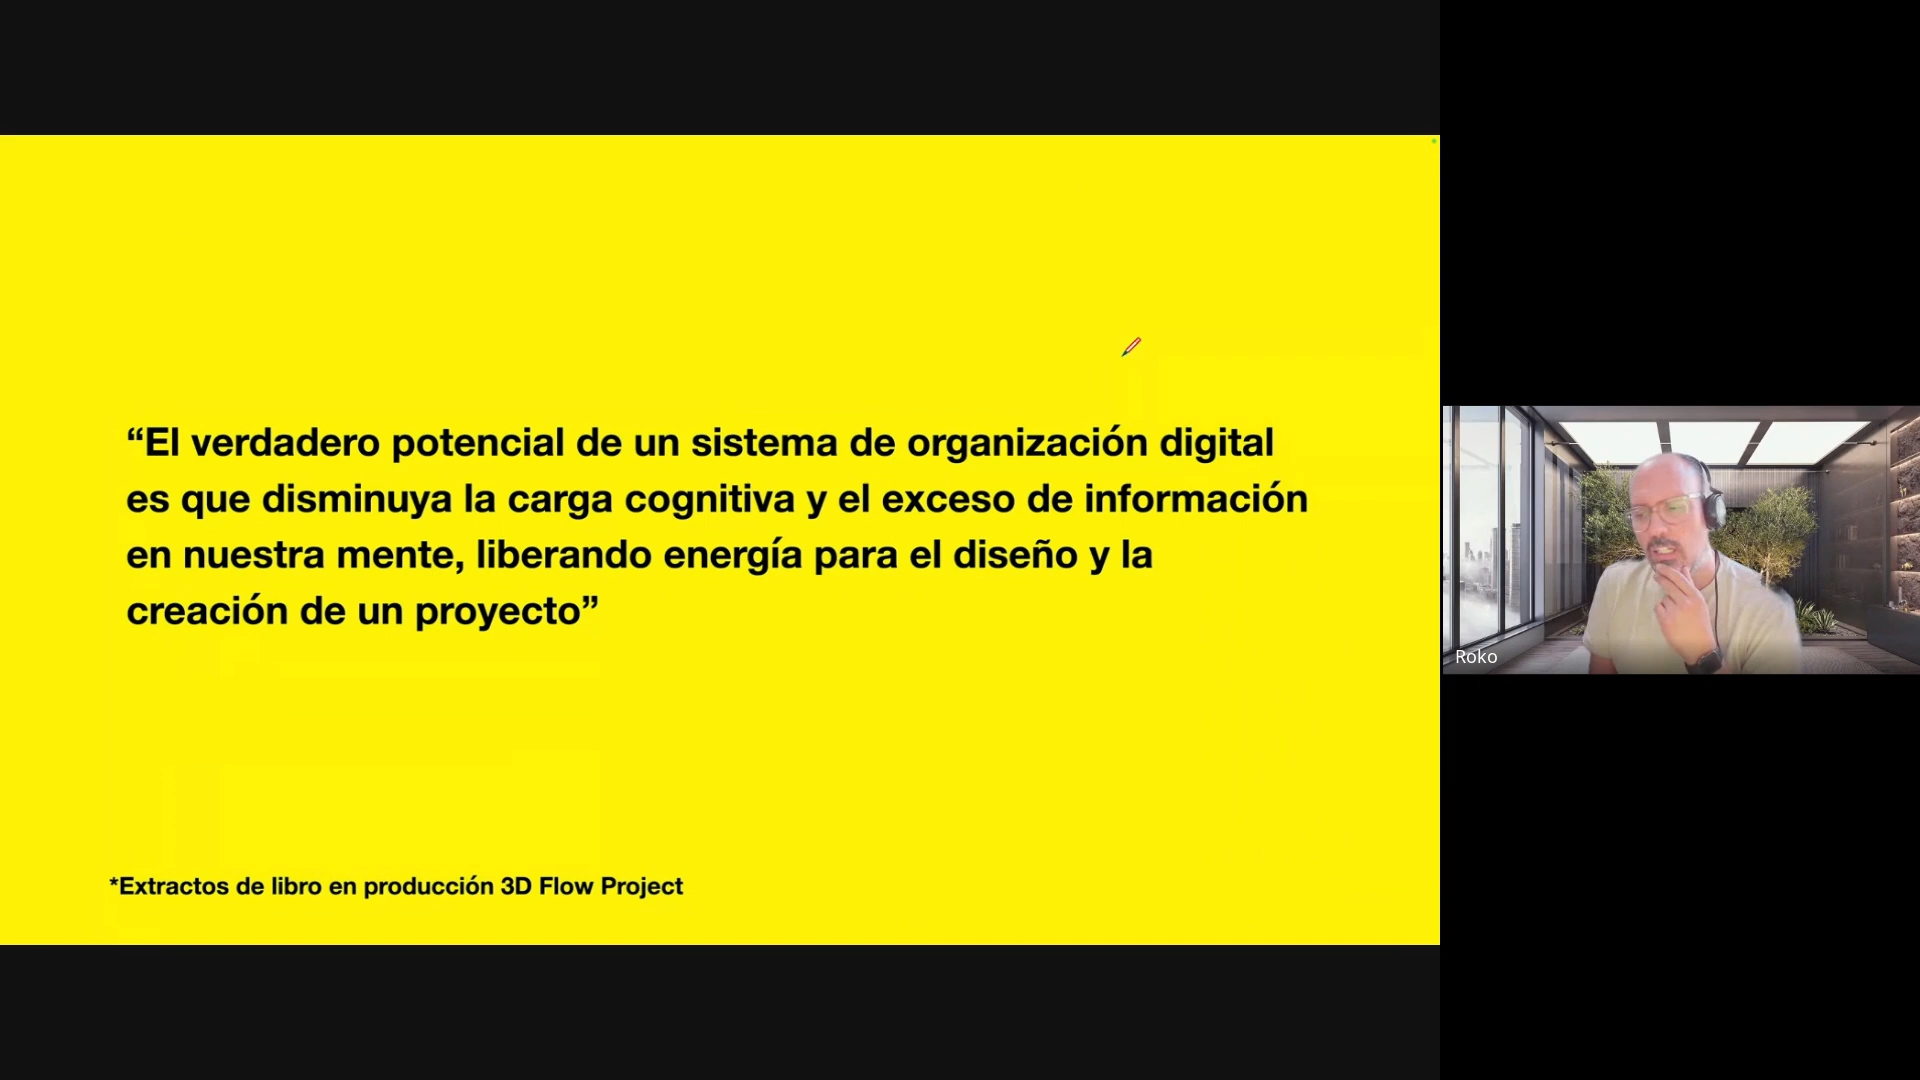 “El verdadero potencial de un sistema de organización digital
es que disminuya la carga cognitiva y el exceso de información
en nuestra mente, liberando energía para el diseño y la
creación de un proyecto”
*Extractos de libro en producción 3D Flow Project
Roko